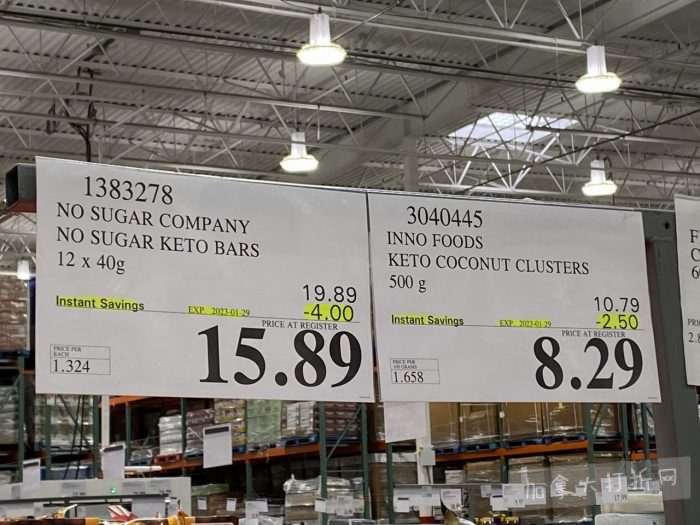 1383278
NO SUGAR COMPANY
NO SUGAR KETO BARS
12 x 40g
19.89
Instant Savings EXP. 2023-01-29 -4.00
PRICE AT REGISTER
15.89
PRICE PER
EACH
1.324
3040445
INNO FOODS
KETO COCONUT CLUSTERS
500 g
10.79
Instant Savings EXP. 2023-01-29 -2.50
PRICE AT REGISTER
8.29
PRICE PER
100 GRAMS
1.658
加拿大打折网